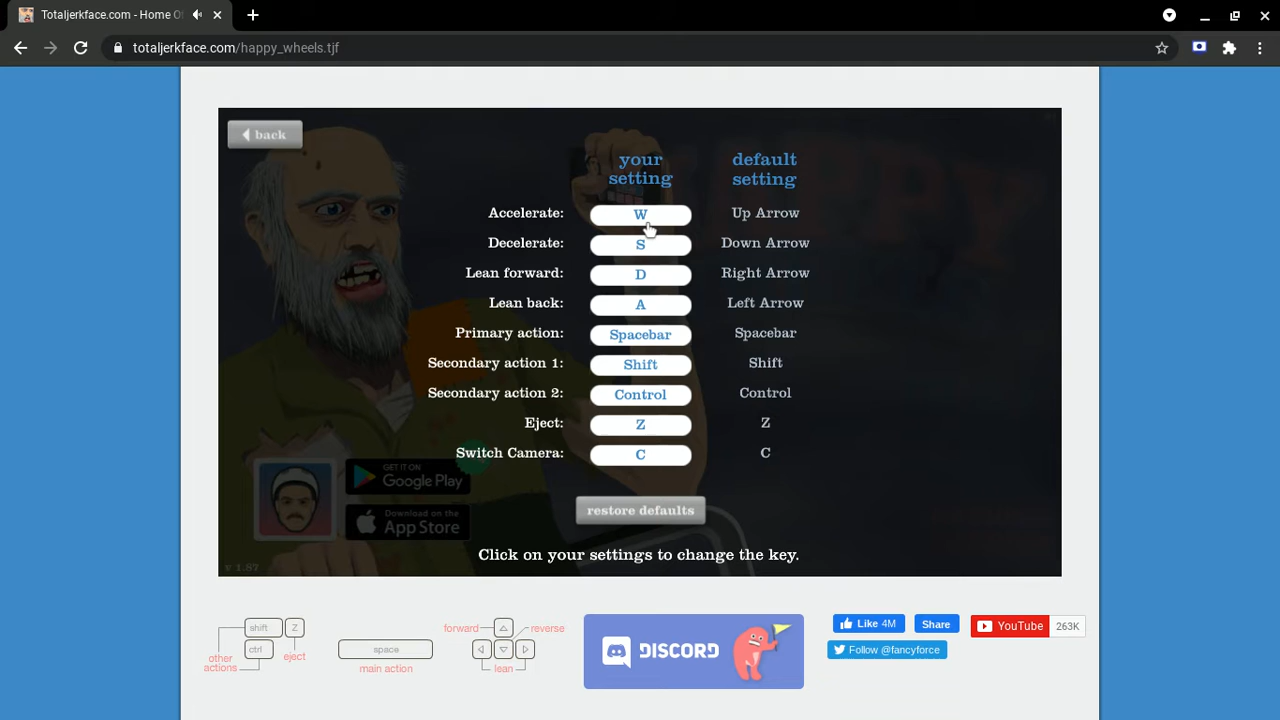 Totaljerkface.com - Home Of
totaljerkface.com/happy_wheels.tjf
back
your setting
default setting
Accelerate: W Up Arrow
Decelerate: S Down Arrow
Lean forward: D Right Arrow
Lean back: A Left Arrow
Primary action: Spacebar Spacebar
Secondary action 1: Shift Shift
Secondary action 2: Control Control
Eject: Z Z
Switch Camera: C C
GET IT ON
Google Play
Download on the
App Store
restore defaults
Click on your settings to change the key.
v 1.87
shift Z
ctrl
other actions
eject
space
main action
forward
reverse
lean
DISCORD
Like 4M
Share
YouTube 263K
Follow @fancyforce